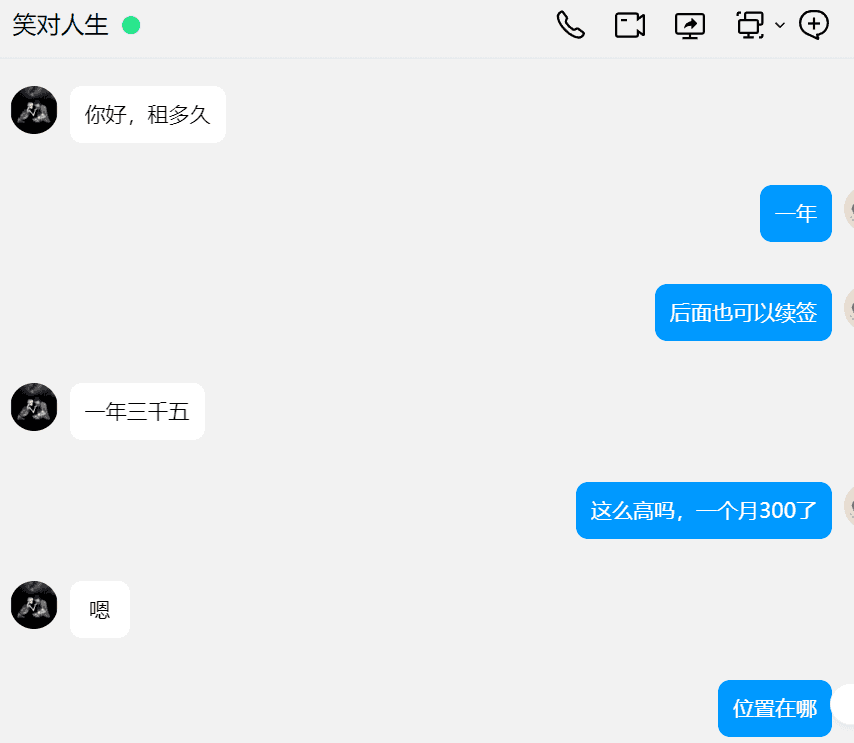 笑对人生
你好，租多久
一年
后面也可以续签
一年三千五
这么高吗，一个月300了
嗯
位置在哪